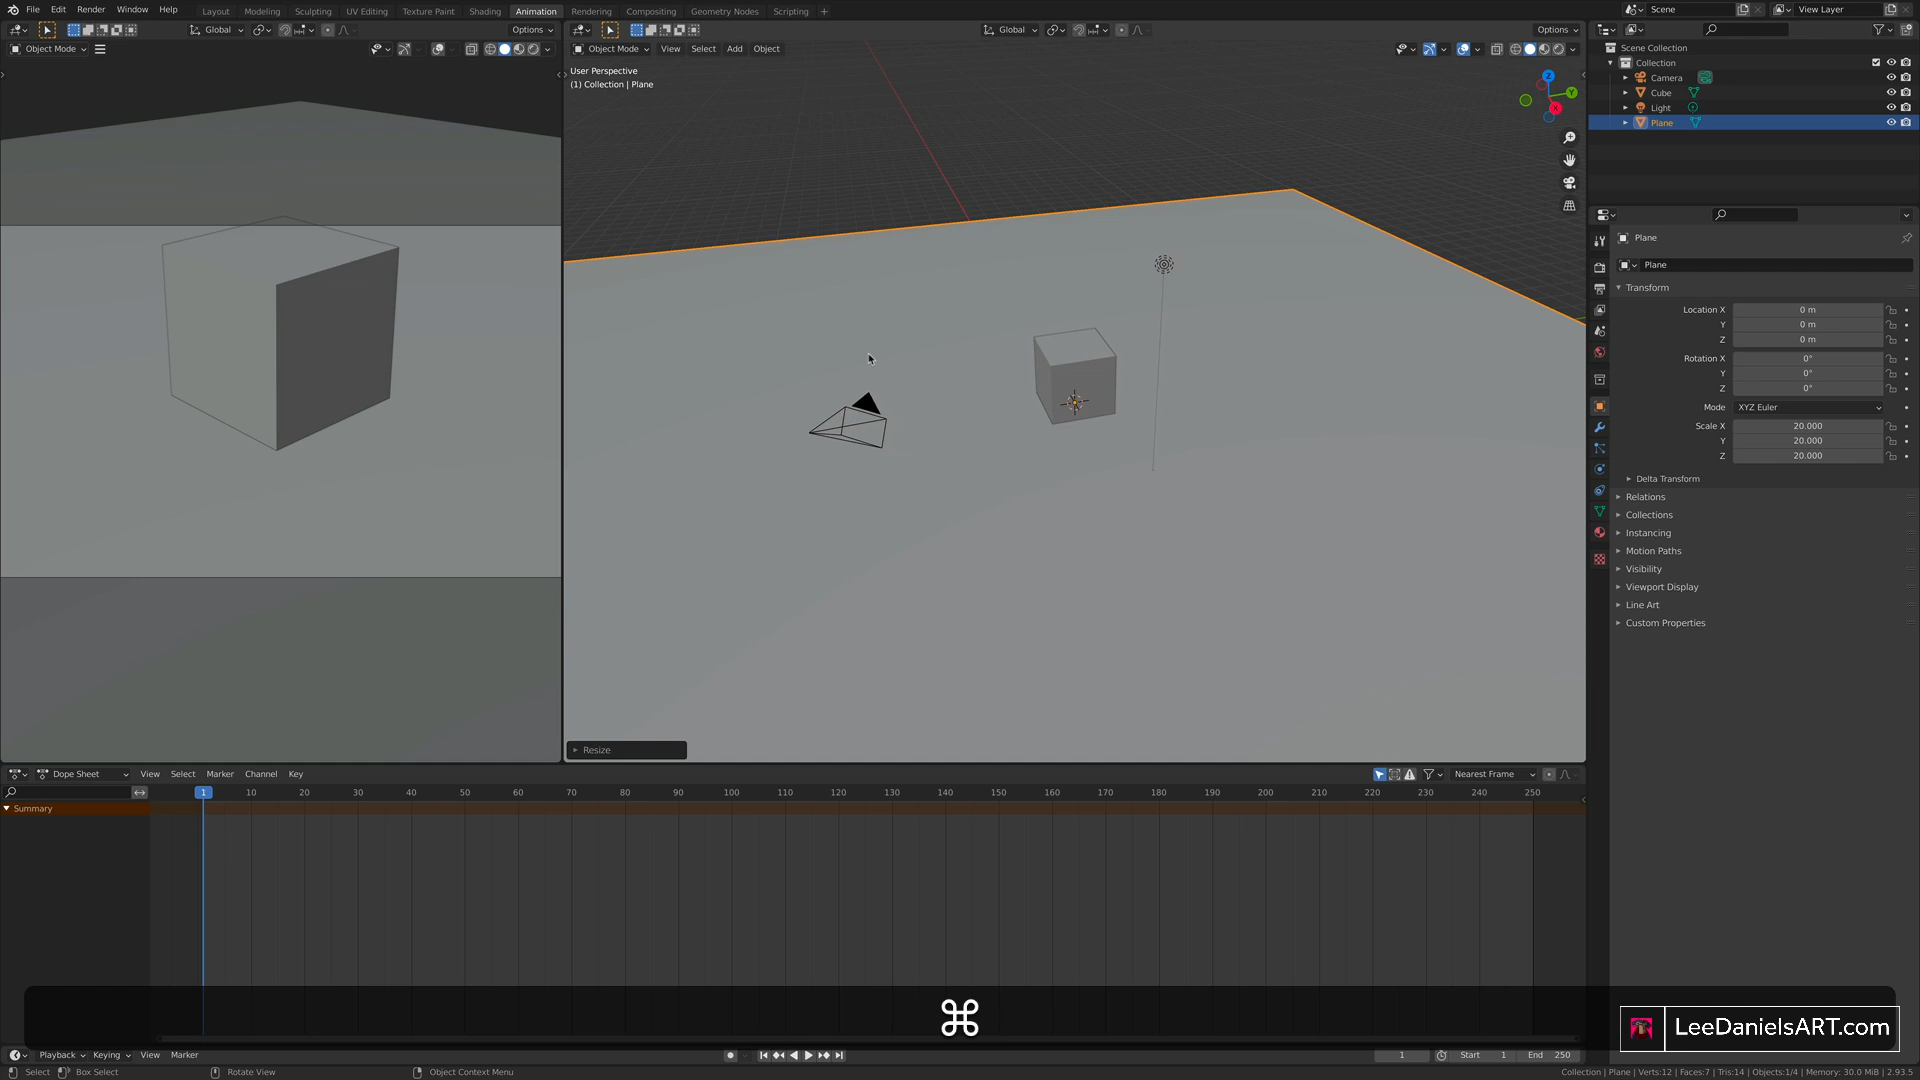 File Edit Render Window Help Layout Modeling Sculpting UV Editing Texture Paint Shading Animation Rendering Compositing Geometry Nodes Scripting + Scene View Layer
Global Options Global Options
Object Mode Object Mode View Select Add Object
User Perspective
(1) Collection | Plane
Z
Y
X
Scene Collection
Collection
Camera
Cube
Light
Plane
Plane
Plane
Transform
Location X 0 m
Y 0 m
Z 0 m
Rotation X 0°
Y 0°
Z 0°
Mode XYZ Euler
Scale X 20.000
Y 20.000
Z 20.000
Delta Transform
Relations
Collections
Instancing
Motion Paths
Visibility
Viewport Display
Line Art
Custom Properties
Resize
Dope Sheet View Select Marker Channel Key Nearest Frame
1 10 20 30 40 50 60 70 80 90 100 110 120 130 140 150 160 170 180 190 200 210 220 230 240 250
Summary
⌘
LeeDanielsART.com
Playback Keying View Marker 1 Start 1 End 250
Select Box Select Rotate View Object Context Menu Collection | Plane | Verts:12 | Faces:7 | Tris:14 | Objects:1/4 | Memory: 30.0 MiB | 2.93.5